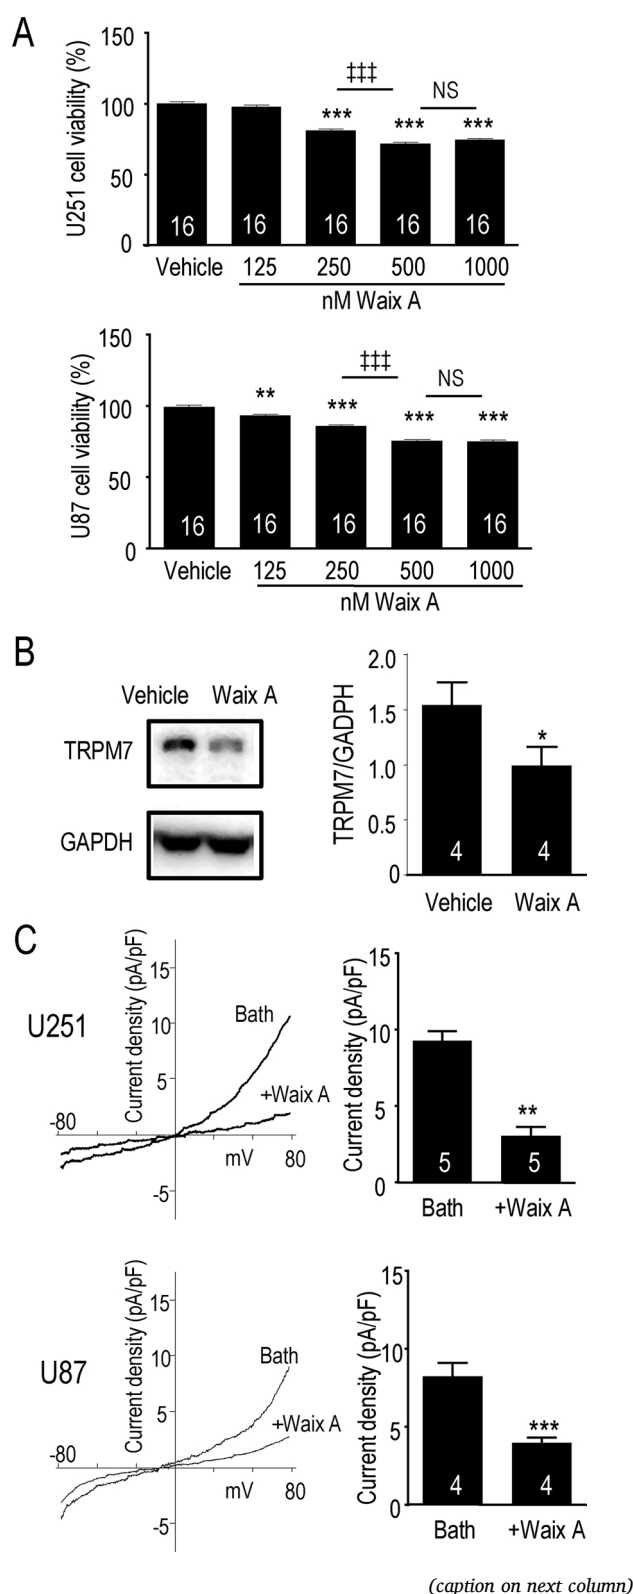 A
U251 cell viability (%)
150
100
50
0
‡‡‡
NS
*** *** ***
16 16 16 16 16
Vehicle 125 250 500 1000
nM Waix A
U87 cell viability (%)
150
100
50
0
‡‡‡
NS
** *** *** ***
16 16 16 16 16
Vehicle 125 250 500 1000
nM Waix A
B
Vehicle Waix A
TRPM7
GAPDH
TRPM7/GADPH
2.0
1.5
1.0
0.5
0
*
4 4
Vehicle Waix A
C
U251
Current density (pA/pF)
15
10
5
-5
-80
mV 80
Bath
+Waix A
Current density (pA/pF)
15
10
5
0
**
5 5
Bath +Waix A
U87
Current density (pA/pF)
15
10
5
-5
-80
mV 80
Bath
+Waix A
Current density (pA/pF)
15
10
5
0
***
4 4
Bath +Waix A
(caption on next column)